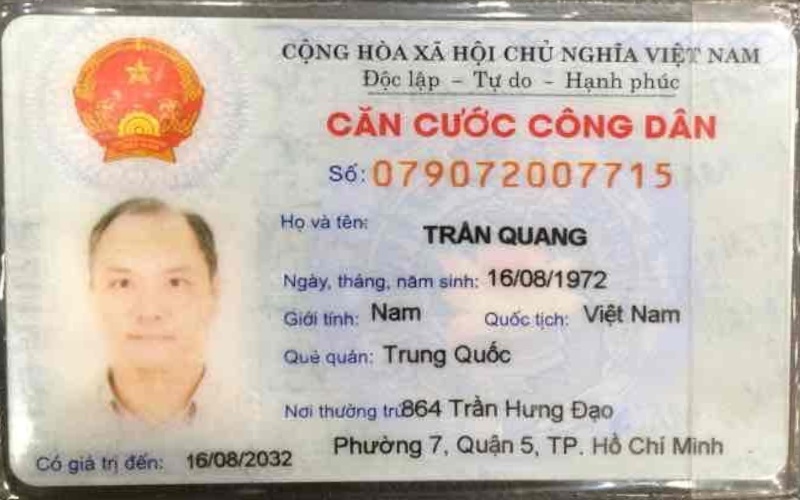 CỘNG HÒA XÃ HỘI CHỦ NGHĨA VIỆT NAM
Độc lập – Tự do – Hạnh phúc
CĂN CƯỚC CÔNG DÂN
Số: 079072007715
Họ và tên: TRÂN QUANG
Ngày, tháng, năm sinh: 16/08/1972
Giới tính: Nam Quốc tịch: Việt Nam
Quê quán: Trung Quốc
Nơi thường trú: 864 Trần Hưng Đạo
Phường 7, Quận 5, TP. Hồ Chí Minh
Có giá trị đến: 16/08/2032